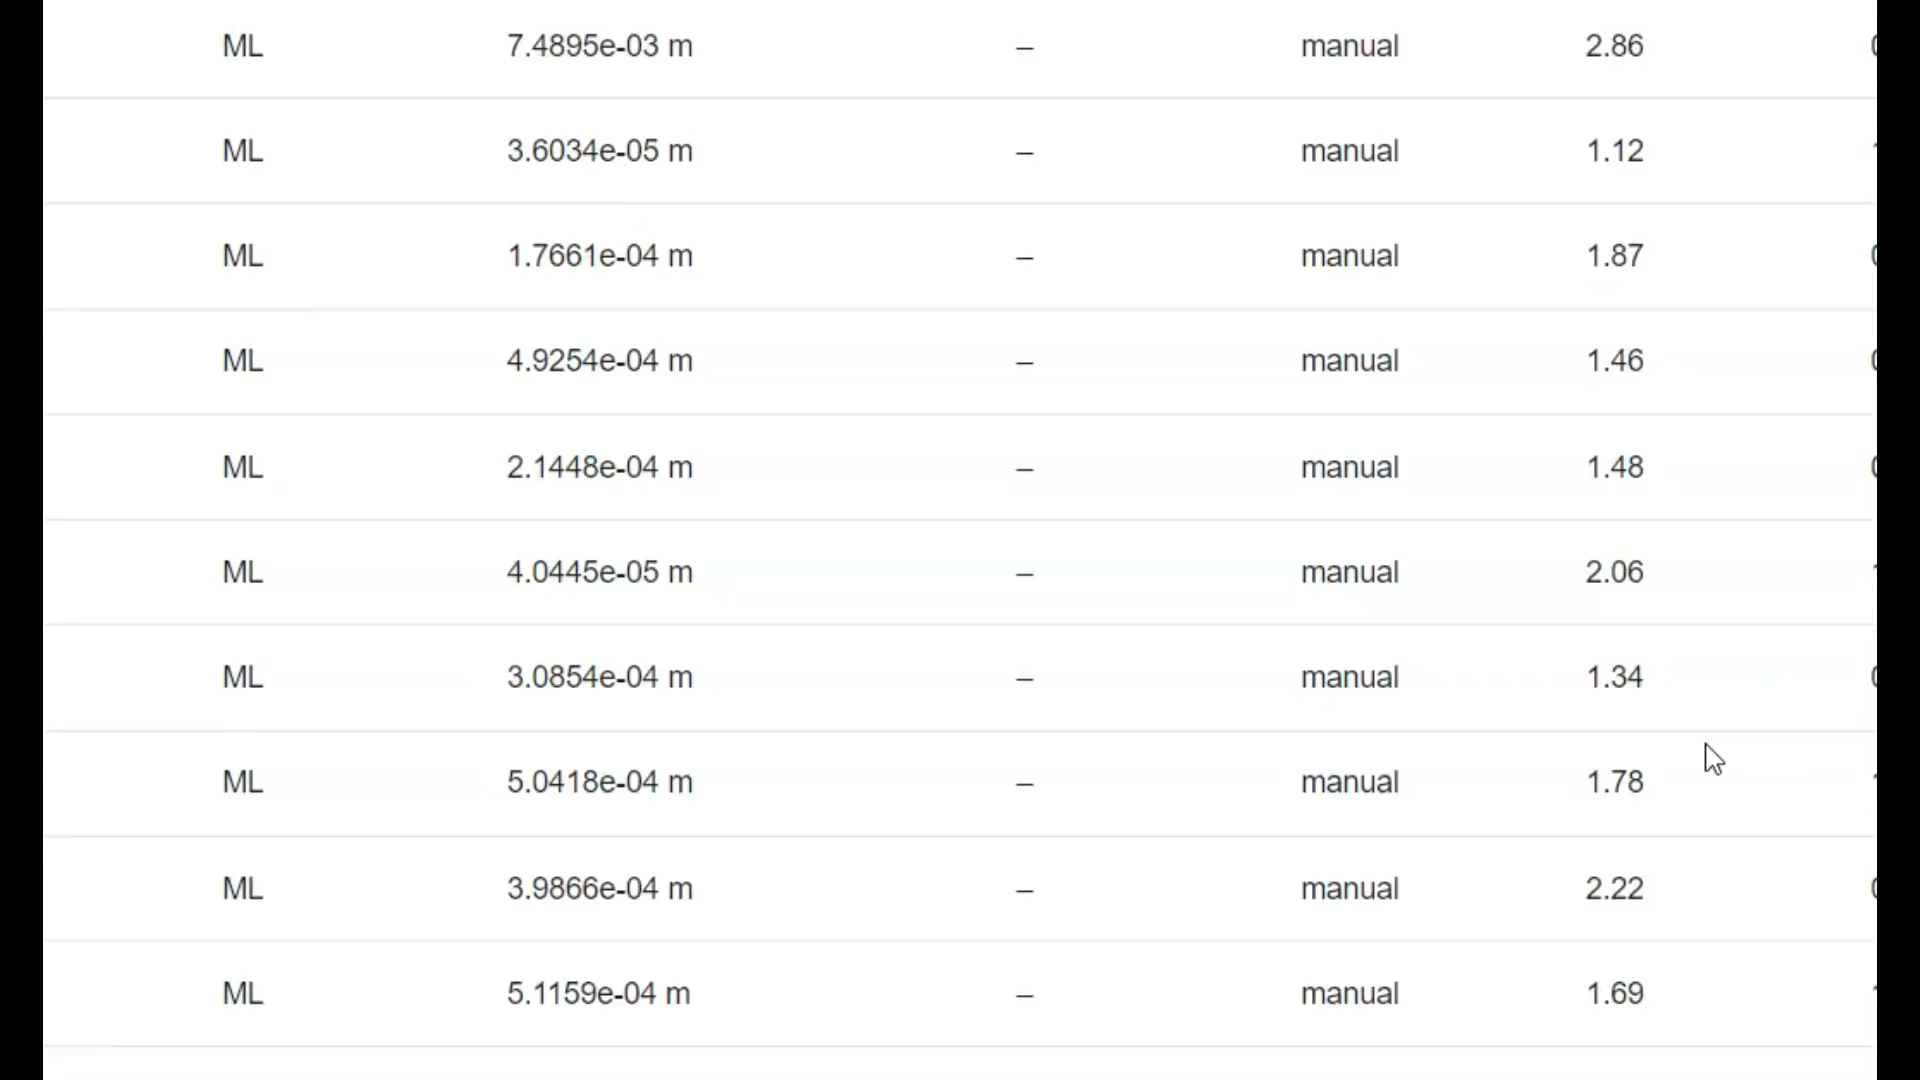 ML 7.4895e-03 m – manual 2.86
ML 3.6034e-05 m – manual 1.12
ML 1.7661e-04 m – manual 1.87
ML 4.9254e-04 m – manual 1.46
ML 2.1448e-04 m – manual 1.48
ML 4.0445e-05 m – manual 2.06
ML 3.0854e-04 m – manual 1.34
ML 5.0418e-04 m – manual 1.78
ML 3.9866e-04 m – manual 2.22
ML 5.1159e-04 m – manual 1.69